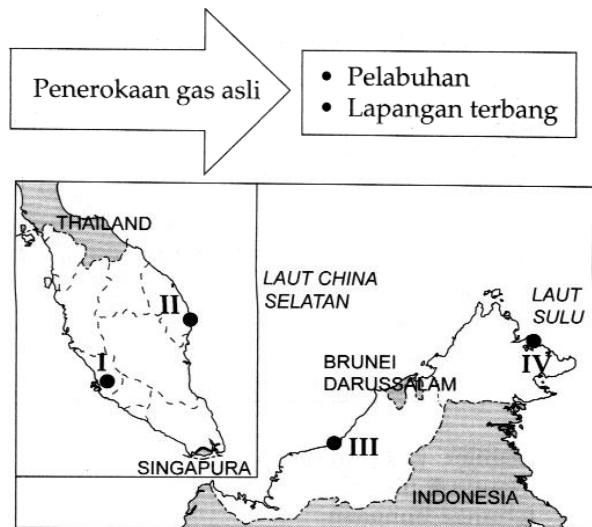 Penerokaan gas asli
• Pelabuhan
• Lapangan terbang
THAILAND
LAUT CHINA
SELATAN
LAUT
SULU
II
I
BRUNEI
DARUSSALAM
IV
III
SINGAPURA
INDONESIA